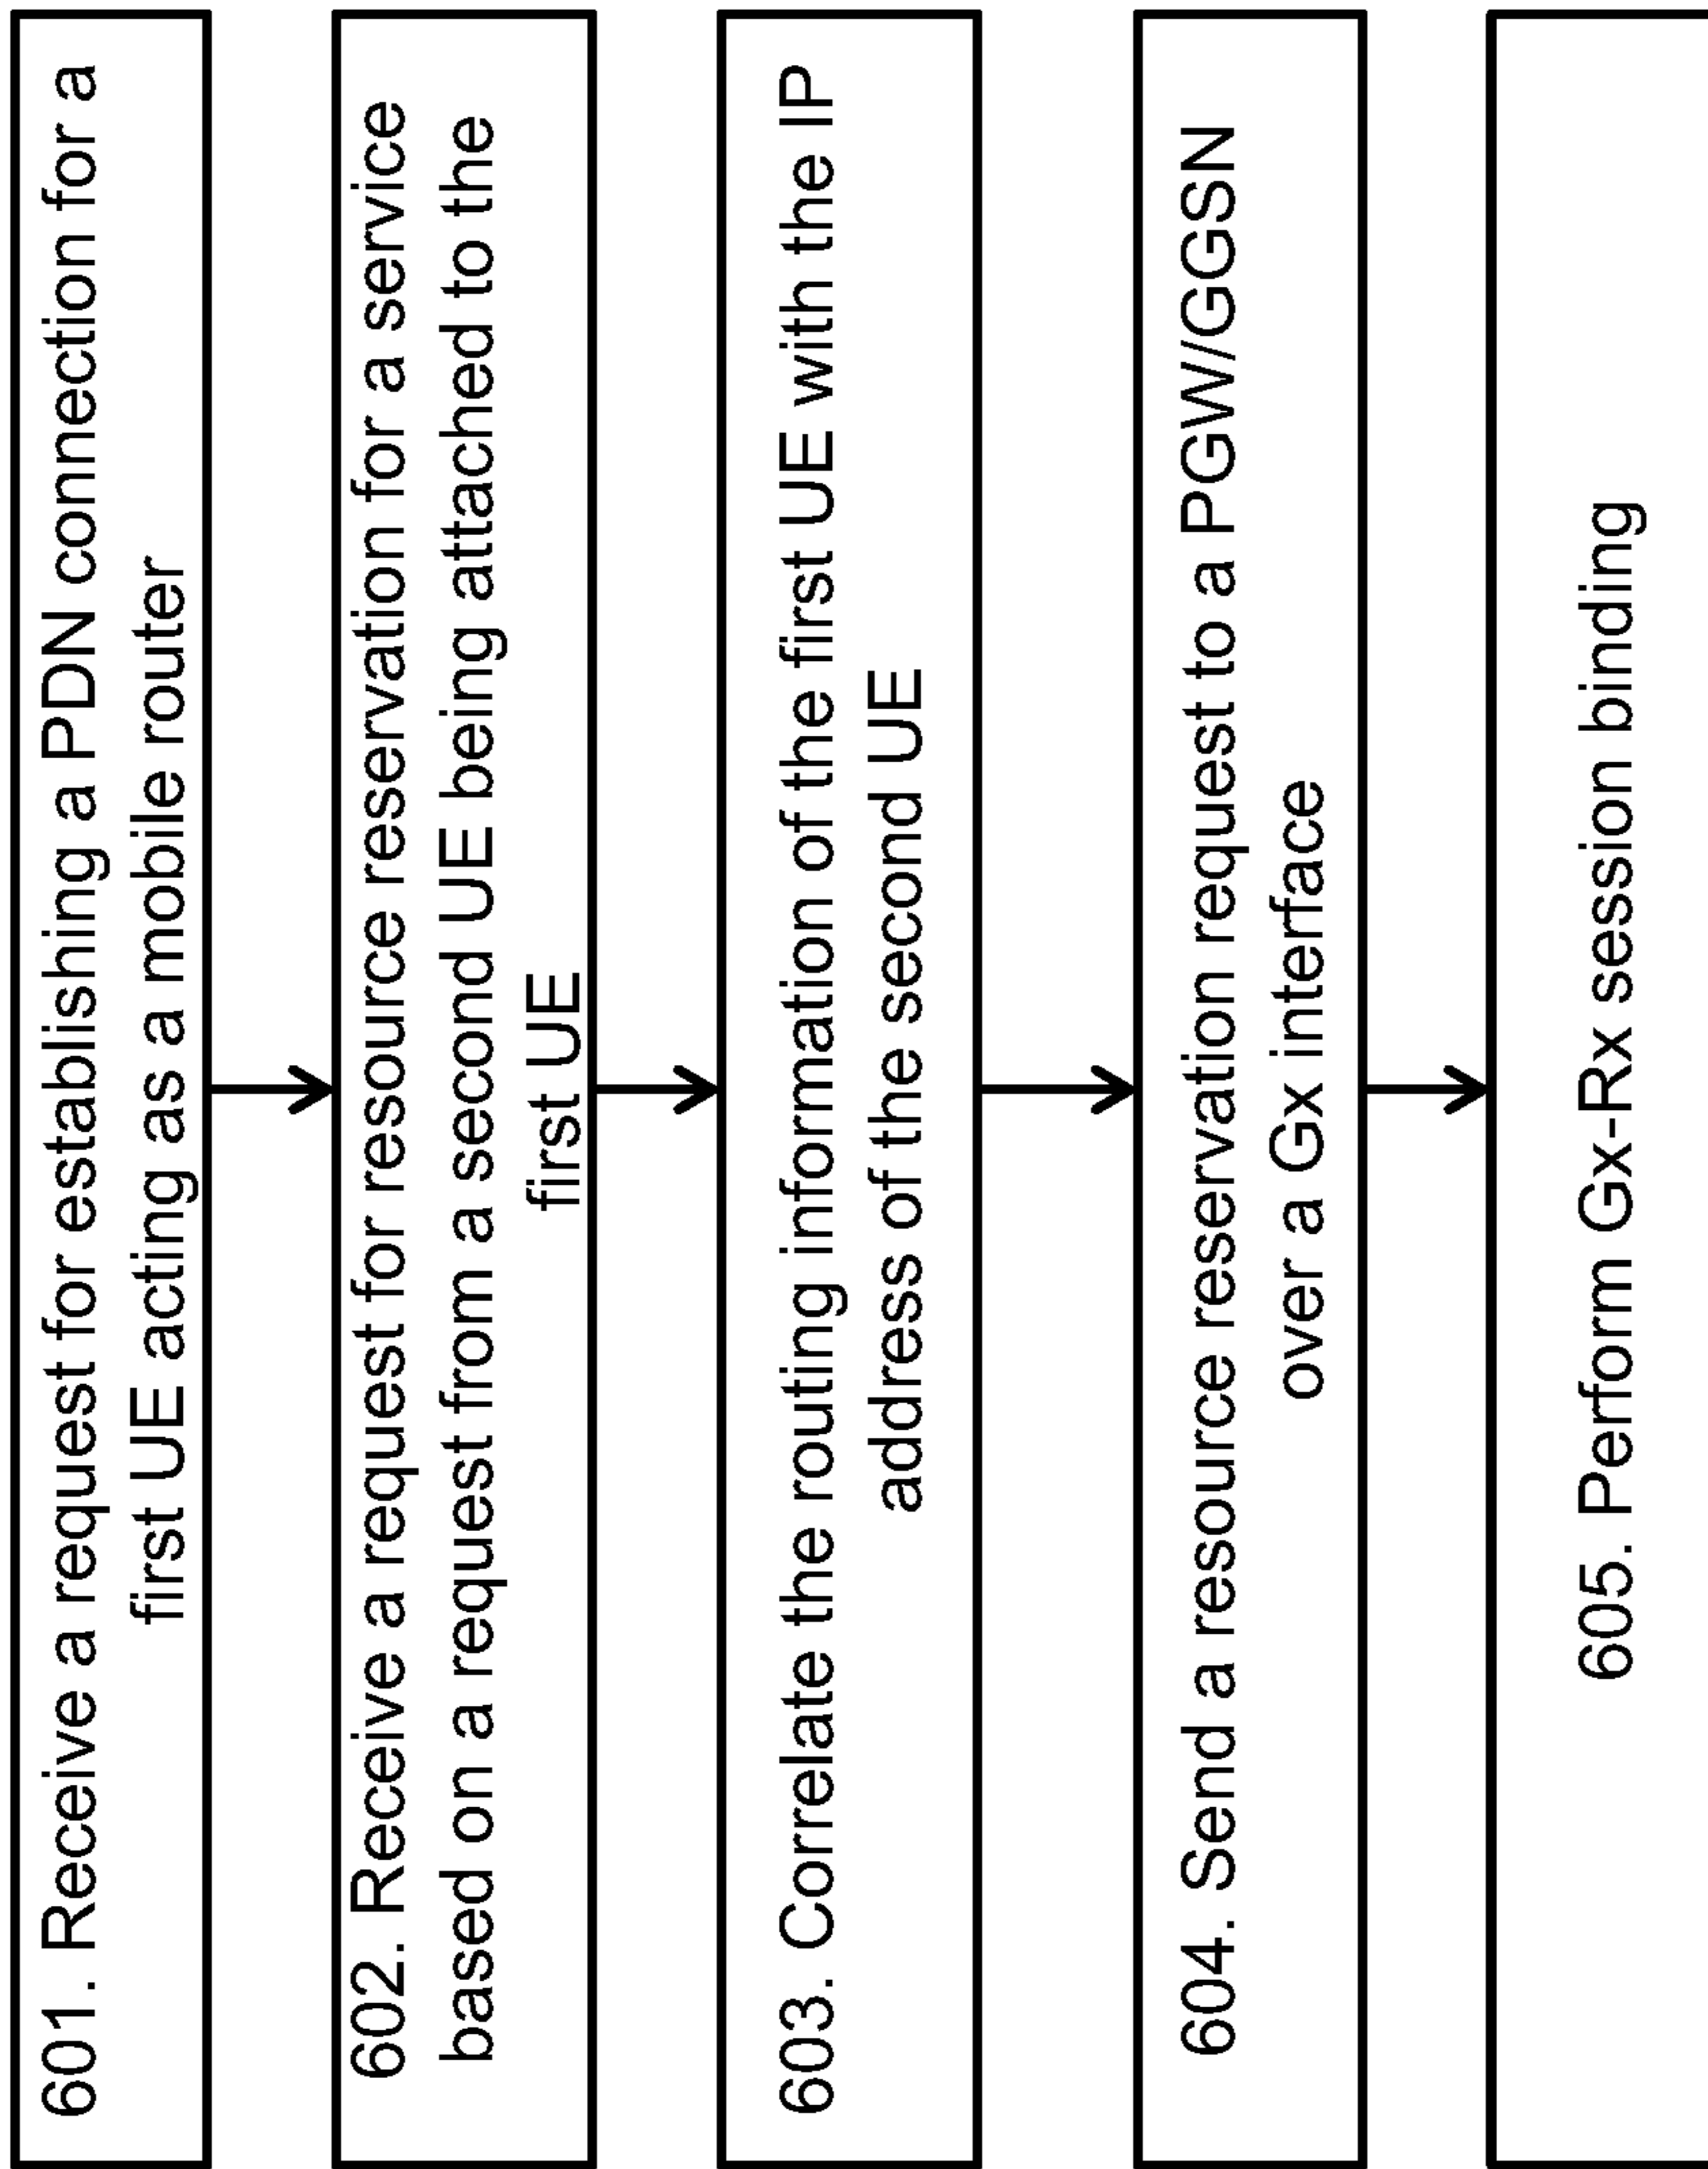 601. Receive a request for establishing a PDN connection for a
first UE acting as a mobile router
602. Receive a request for resource reservation for a service
based on a request from a second UE being attached to the
first UE
603. Correlate the routing information of the first UE with the IP
address of the second UE
604. Send a resource reservation request to a PGW/GGSN
over a Gx interface
605. Perform Gx-Rx session binding